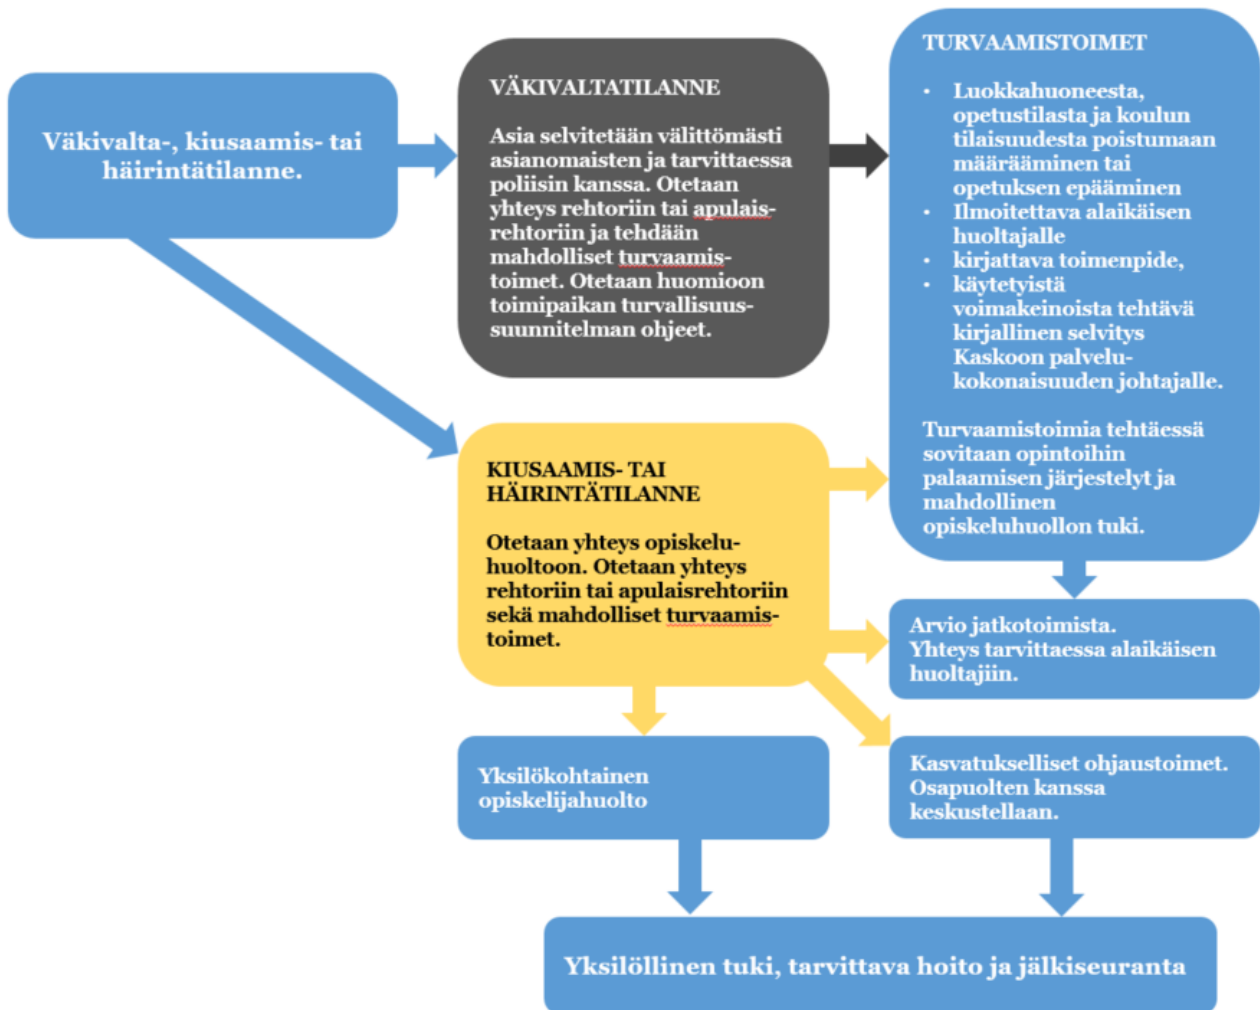 Väkivalta-, kiusaamis- tai
häirintätilanne.
VÄKIVALTATILANNE
Asia selvitetään välittömästi
asianomaisten ja tarvittaessa
poliisin kanssa. Otetaan
yhteys rehtoriin tai apulais-
rehtoriin ja tehdään
mahdolliset turvaamis-
toimet. Otetaan huomioon
toimipaikan turvallisuus-
suunnitelman ohjeet.
TURVAAMISTOIMET
• Luokkahuoneesta,
opetustilasta ja koulun
tilaisuudesta poistumaan
määrääminen tai
opetuksen epääminen
• Ilmoitettava alaikäisen
huoltajalle
• kirjattava toimenpide,
• käytetyistä
voimakeinoista tehtävä
kirjallinen selvitys
Kaskoon palvelu-
kokonaisuuden johtajalle.
Turvaamistoimia tehtäessä
sovitaan opintoihin
palaamisen järjestelyt ja
mahdollinen
opiskeluhuollon tuki.
KIUSAAMIS- TAI
HÄIRINTÄTILANNE
Otetaan yhteys opiskelu-
huoltoon. Otetaan yhteys
rehtoriin tai apulaisrehtoriin
sekä mahdolliset turvaamis-
toimet.
Arvio jatkotoimista.
Yhteys tarvittaessa alaikäisen
huoltajiin.
Yksilökohtainen
opiskelijahuolto
Kasvatukselliset ohjaustoimet.
Osapuolten kanssa
keskustellaan.
Yksilöllinen tuki, tarvittava hoito ja jälkiseuranta